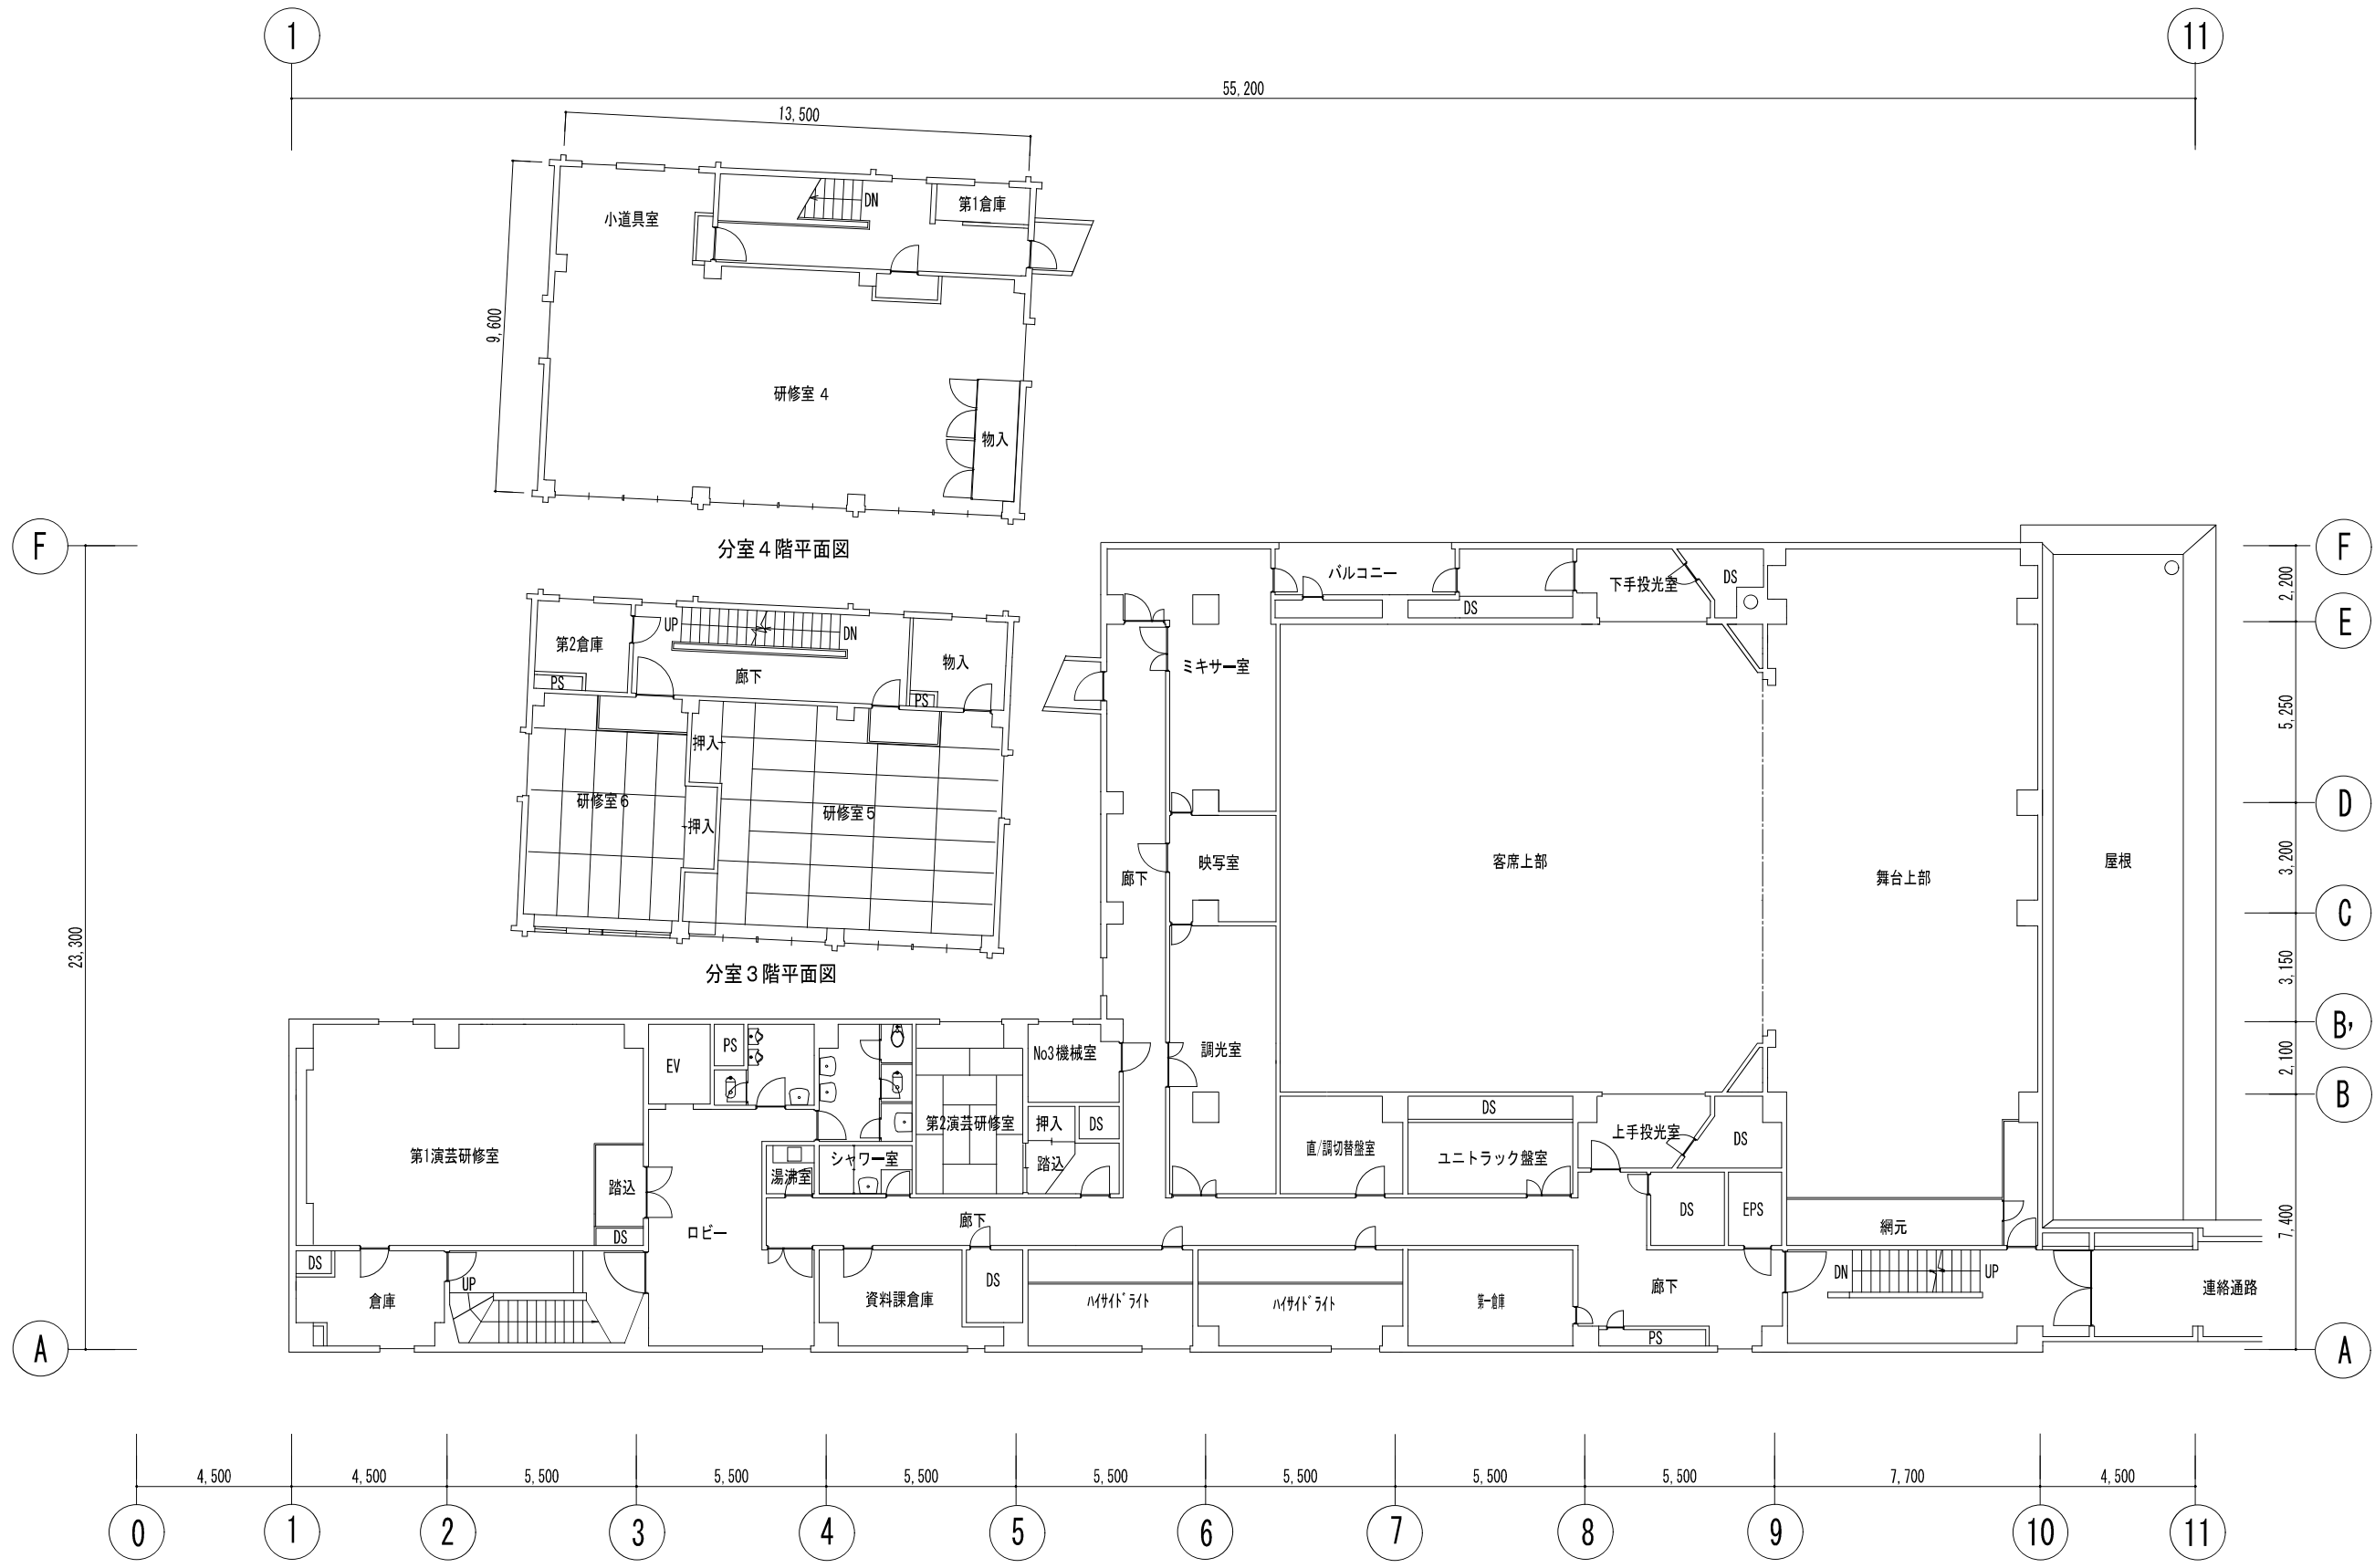 1
11
55,200
13,500
小道具室
DN
第1倉庫
9,600
研修室 4
物入
分室4階平面図
F
F
2,200
E
5,250
D
3,200
C
3,150
B'
2,100
B
7,400
A
23,300
A
第2倉庫
UP
DN
物入
廊下
PS
PS
押入
研修室6
押入
研修室5
分室3階平面図
バルコニー
DS
下手投光室
DS
ミキサー室
映写室
廊下
客席上部
舞台上部
屋根
調光室
EV
PS
No3機械室
第1演芸研修室
踏込
DS
第2演芸研修室
押入
DS
踏込
湯沸室
シャワー室
直/調切替盤室
DS
ユニトラック盤室
上手投光室
DS
DS
EPS
網元
ロビー
廊下
DS
倉庫
UP
資料課倉庫
DS
ハイサイドライト
ハイサイドライト
第一倉庫
廊下
PS
DN
UP
連絡通路
4,500
4,500
5,500
5,500
5,500
5,500
5,500
5,500
5,500
7,700
4,500
0
1
2
3
4
5
6
7
8
9
10
11